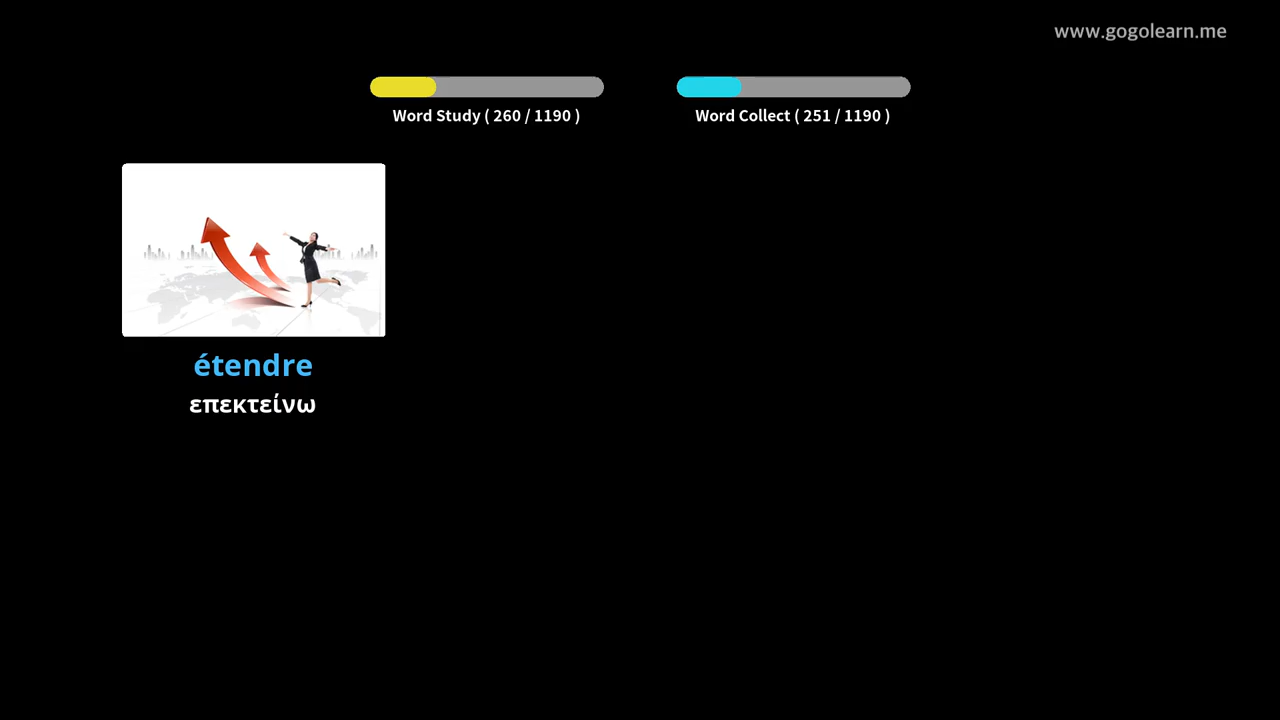 www.gogolearn.me
Word Study ( 260 / 1190 )
Word Collect ( 251 / 1190 )
étendre
επεκτείνω